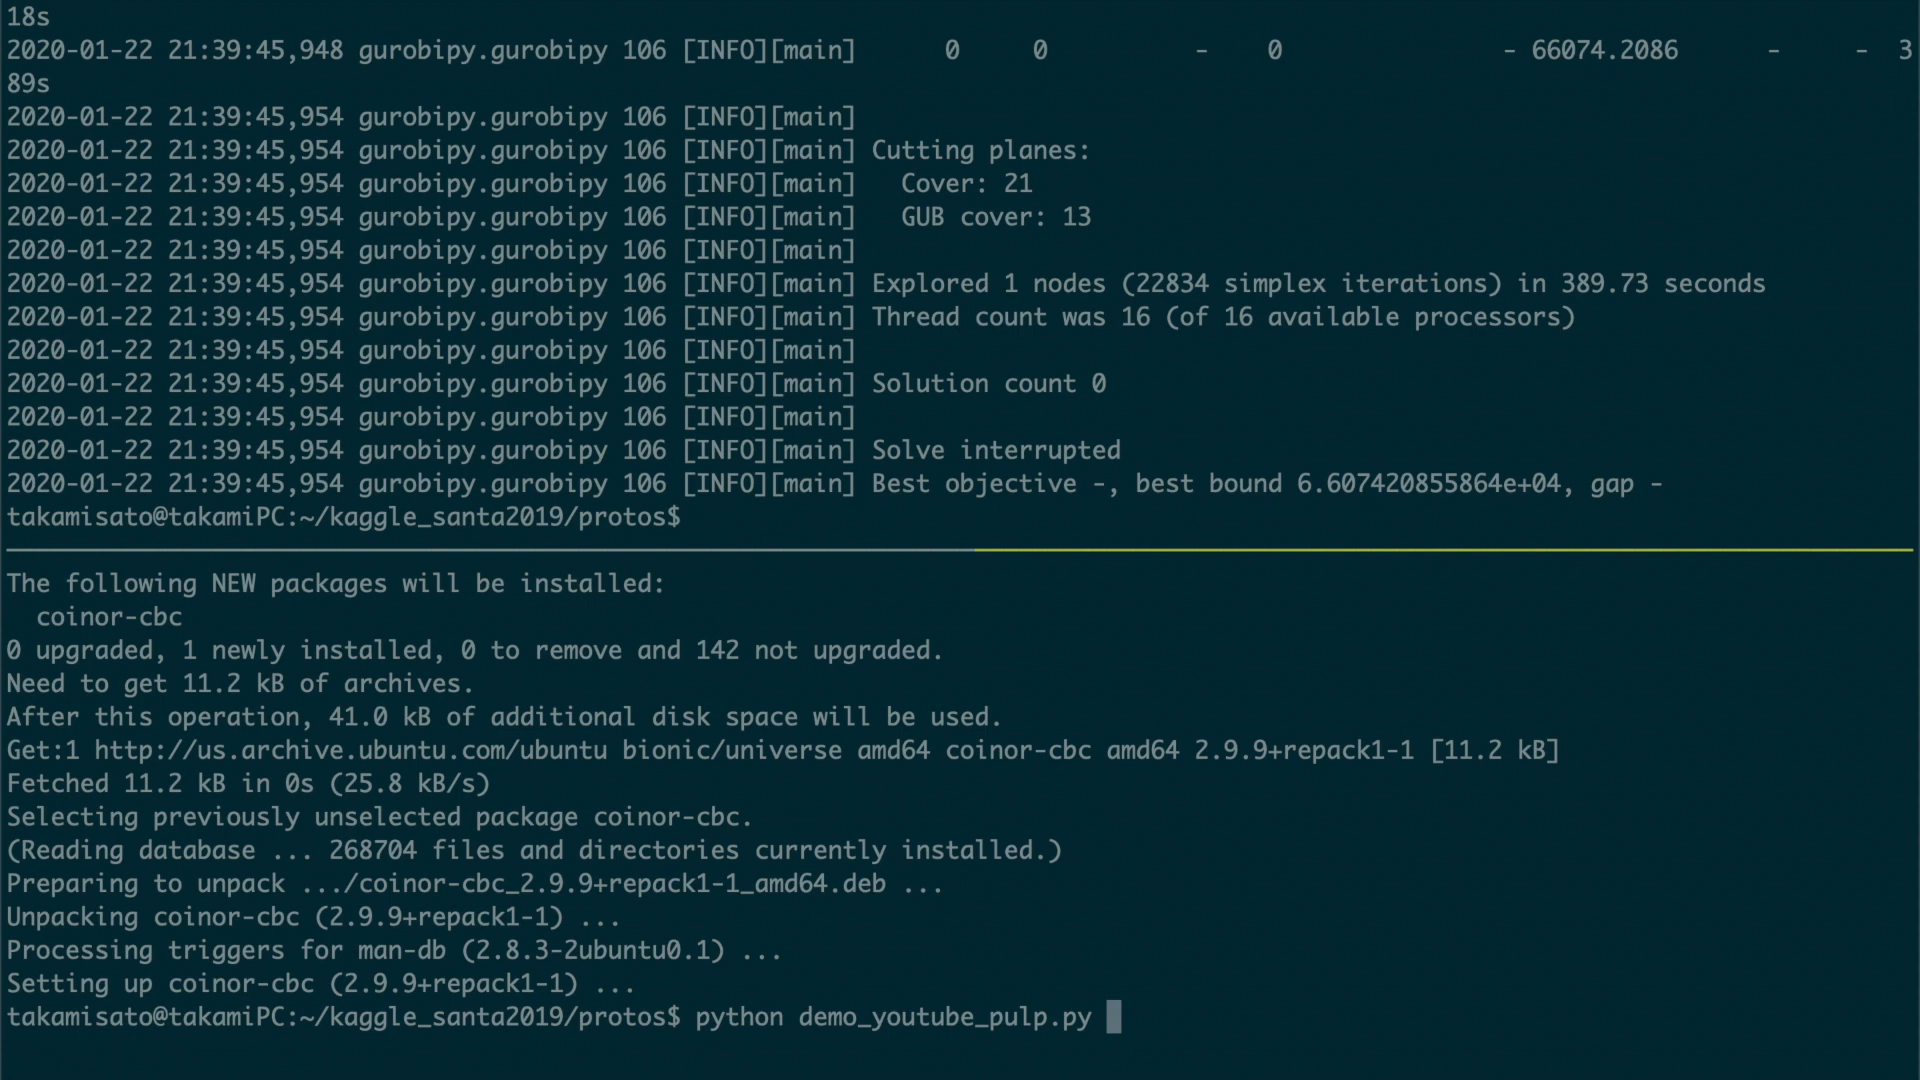 18s
2020-01-22 21:39:45,948 gurobipy.gurobipy 106 [INFO][main]      0     0          -    0               - 66074.2086      -     -  3
89s
2020-01-22 21:39:45,954 gurobipy.gurobipy 106 [INFO][main]
2020-01-22 21:39:45,954 gurobipy.gurobipy 106 [INFO][main] Cutting planes:
2020-01-22 21:39:45,954 gurobipy.gurobipy 106 [INFO][main]   Cover: 21
2020-01-22 21:39:45,954 gurobipy.gurobipy 106 [INFO][main]   GUB cover: 13
2020-01-22 21:39:45,954 gurobipy.gurobipy 106 [INFO][main]
2020-01-22 21:39:45,954 gurobipy.gurobipy 106 [INFO][main] Explored 1 nodes (22834 simplex iterations) in 389.73 seconds
2020-01-22 21:39:45,954 gurobipy.gurobipy 106 [INFO][main] Thread count was 16 (of 16 available processors)
2020-01-22 21:39:45,954 gurobipy.gurobipy 106 [INFO][main]
2020-01-22 21:39:45,954 gurobipy.gurobipy 106 [INFO][main] Solution count 0
2020-01-22 21:39:45,954 gurobipy.gurobipy 106 [INFO][main]
2020-01-22 21:39:45,954 gurobipy.gurobipy 106 [INFO][main] Solve interrupted
2020-01-22 21:39:45,954 gurobipy.gurobipy 106 [INFO][main] Best objective -, best bound 6.607420855864e+04, gap -
takamisato@takamiPC:~/kaggle_santa2019/protos$
The following NEW packages will be installed:
  coinor-cbc
0 upgraded, 1 newly installed, 0 to remove and 142 not upgraded.
Need to get 11.2 kB of archives.
After this operation, 41.0 kB of additional disk space will be used.
Get:1 http://us.archive.ubuntu.com/ubuntu bionic/universe amd64 coinor-cbc amd64 2.9.9+repack1-1 [11.2 kB]
Fetched 11.2 kB in 0s (25.8 kB/s)
Selecting previously unselected package coinor-cbc.
(Reading database ... 268704 files and directories currently installed.)
Preparing to unpack .../coinor-cbc_2.9.9+repack1-1_amd64.deb ...
Unpacking coinor-cbc (2.9.9+repack1-1) ...
Processing triggers for man-db (2.8.3-2ubuntu0.1) ...
Setting up coinor-cbc (2.9.9+repack1-1) ...
takamisato@takamiPC:~/kaggle_santa2019/protos$ python demo_youtube_pulp.py